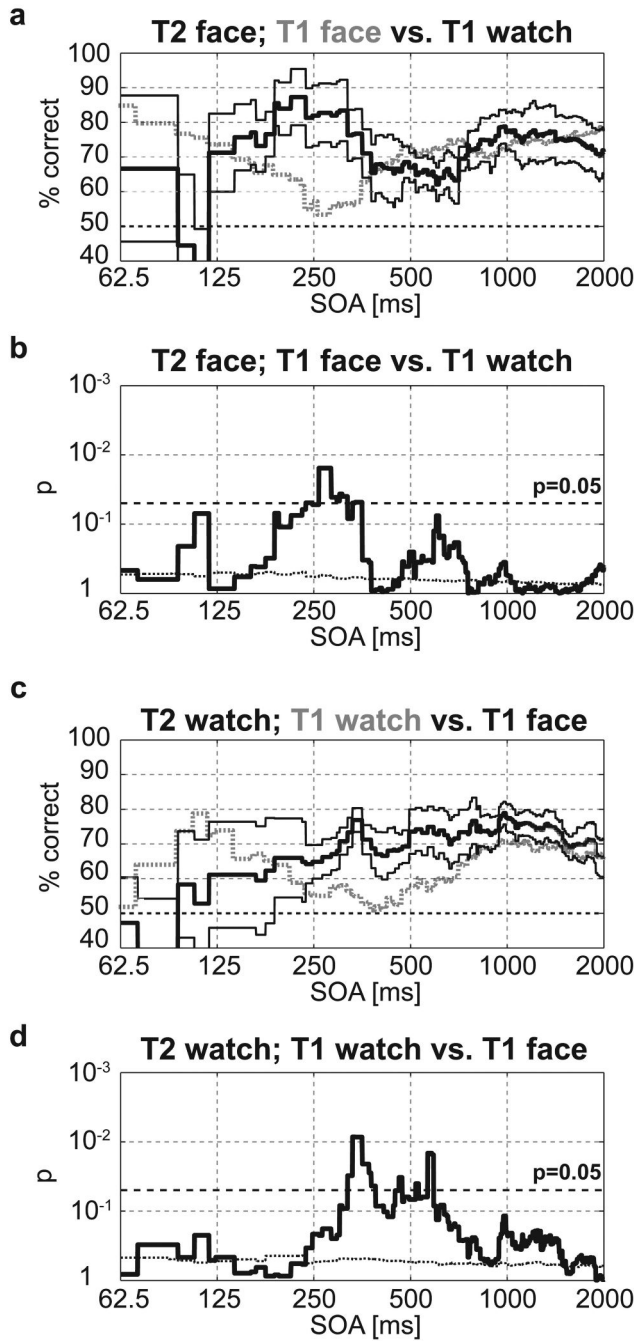 a
T2 face; T1 face vs. T1 watch
100
90
80
70
60
50
40
% correct
62.5 125 250 500 1000 2000
SOA [ms]
b
T2 face; T1 face vs. T1 watch
10-3
10-2
10-1
1
p
p=0.05
62.5 125 250 500 1000 2000
SOA [ms]
c
T2 watch; T1 watch vs. T1 face
100
90
80
70
60
50
40
% correct
62.5 125 250 500 1000 2000
SOA [ms]
d
T2 watch; T1 watch vs. T1 face
10-3
10-2
10-1
1
p
p=0.05
62.5 125 250 500 1000 2000
SOA [ms]